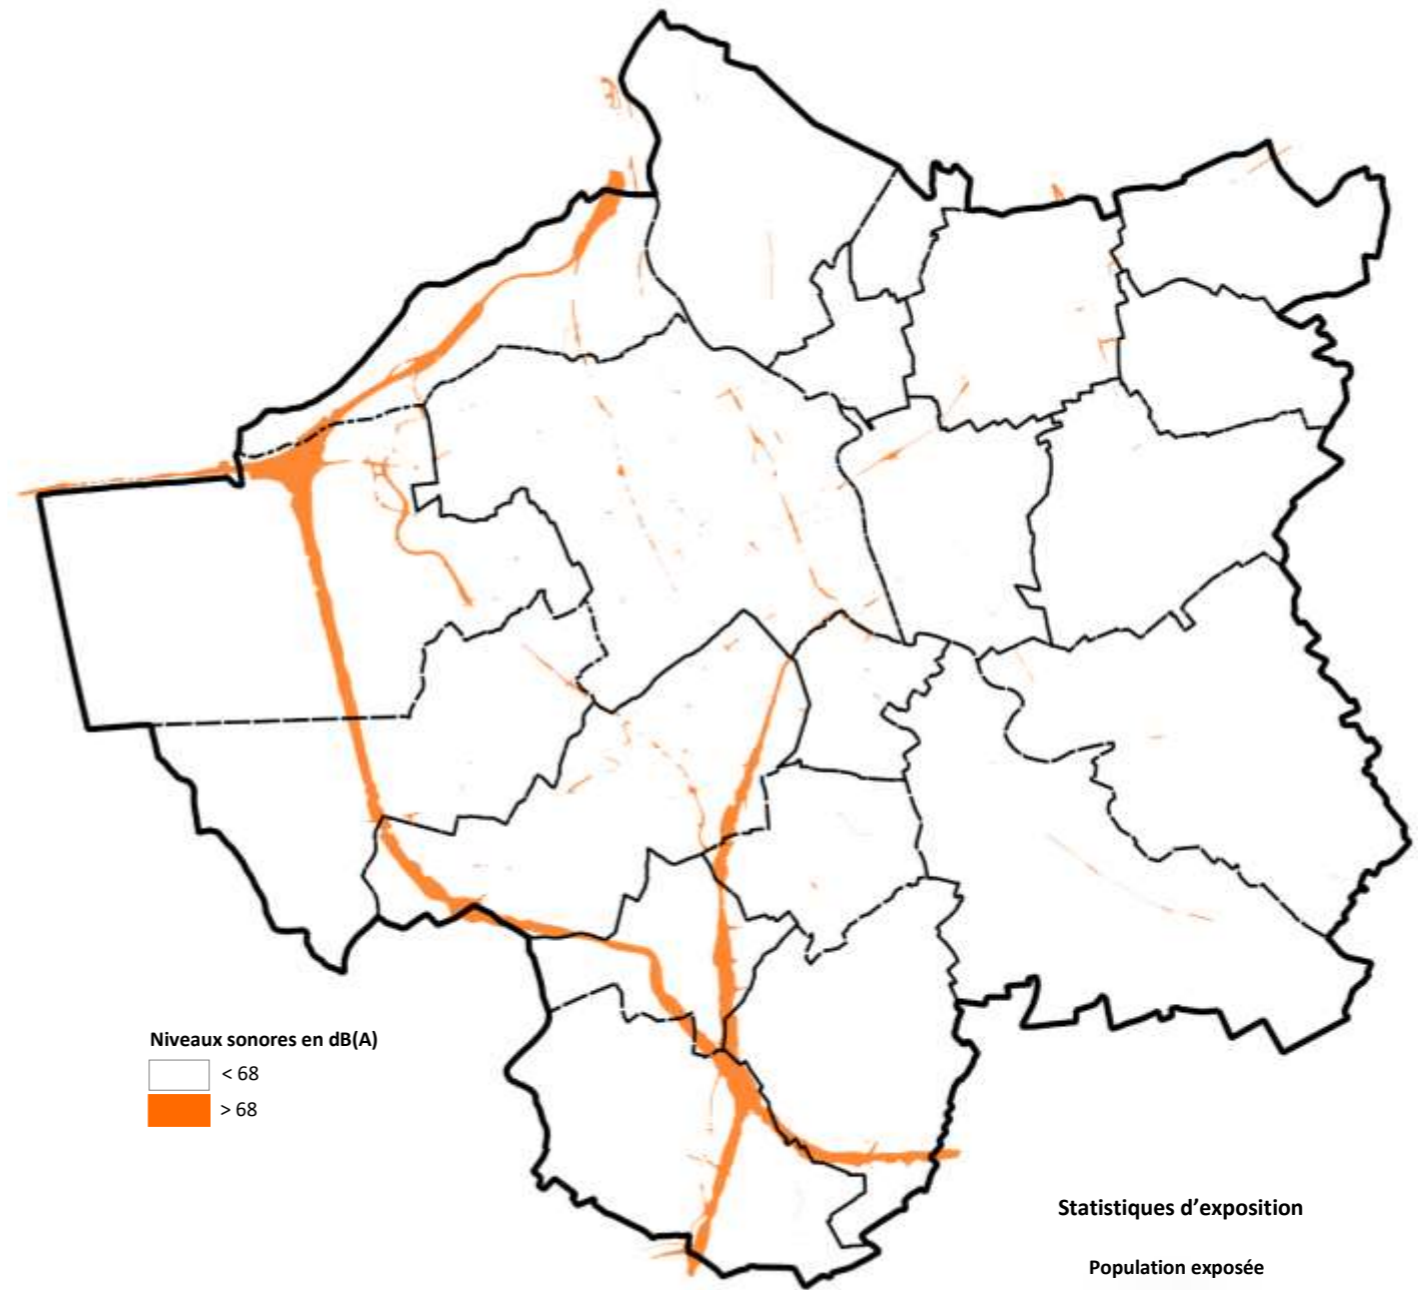 Niveaux sonores en dB(A)
< 68
> 68
Statistiques d’exposition
Population exposée